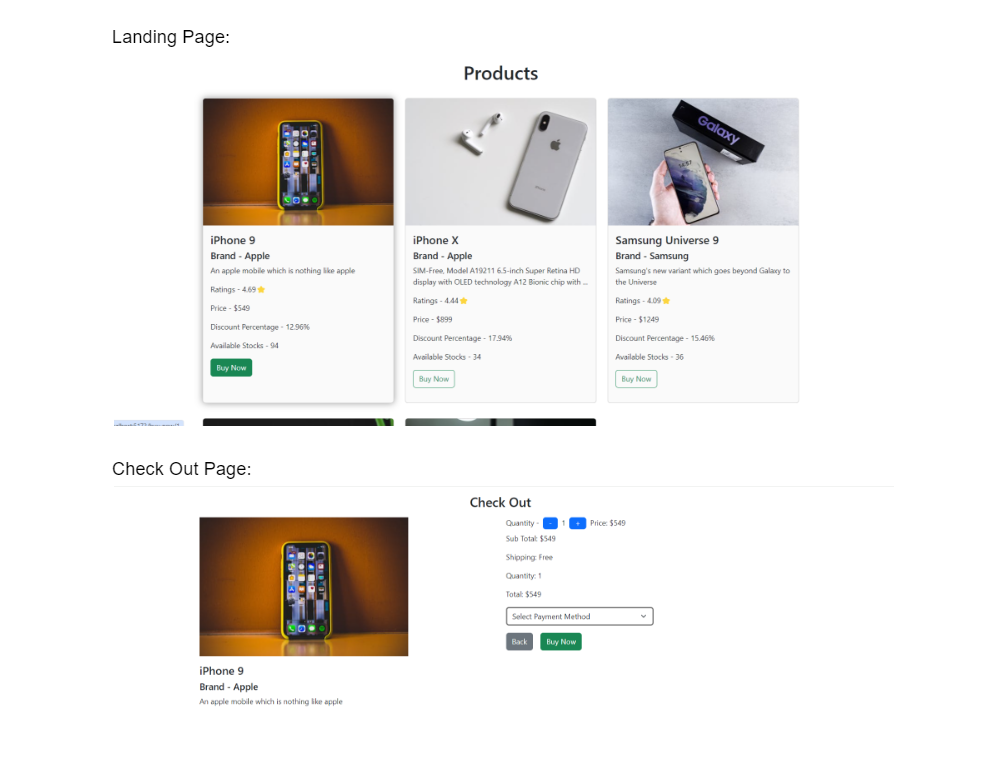 Landing Page:
Products
Galaxy
iPhone 9
Brand - Apple
An apple mobile which is nothing like apple
Ratings - 4.69⭐
Price - $549
Discount Percentage - 12.96%
Available Stocks - 94
Buy Now
iPhone X
Brand - Apple
SIM-Free, Model A19211 6.5-inch Super Retina HD
display with OLED technology A12 Bionic chip with ...
Ratings - 4.44⭐
Price - $899
Discount Percentage - 17.94%
Available Stocks - 34
Buy Now
Samsung Universe 9
Brand - Samsung
Samsung's new variant which goes beyond Galaxy to
the Universe
Ratings - 4.09⭐
Price - $1249
Discount Percentage - 15.46%
Available Stocks - 36
Buy Now
Check Out Page:
Check Out
Quantity - - 1 + Price: $549
Sub Total: $549
Shipping: Free
Quantity: 1
Total: $549
Select Payment Method
Back Buy Now
iPhone 9
Brand - Apple
An apple mobile which is nothing like apple